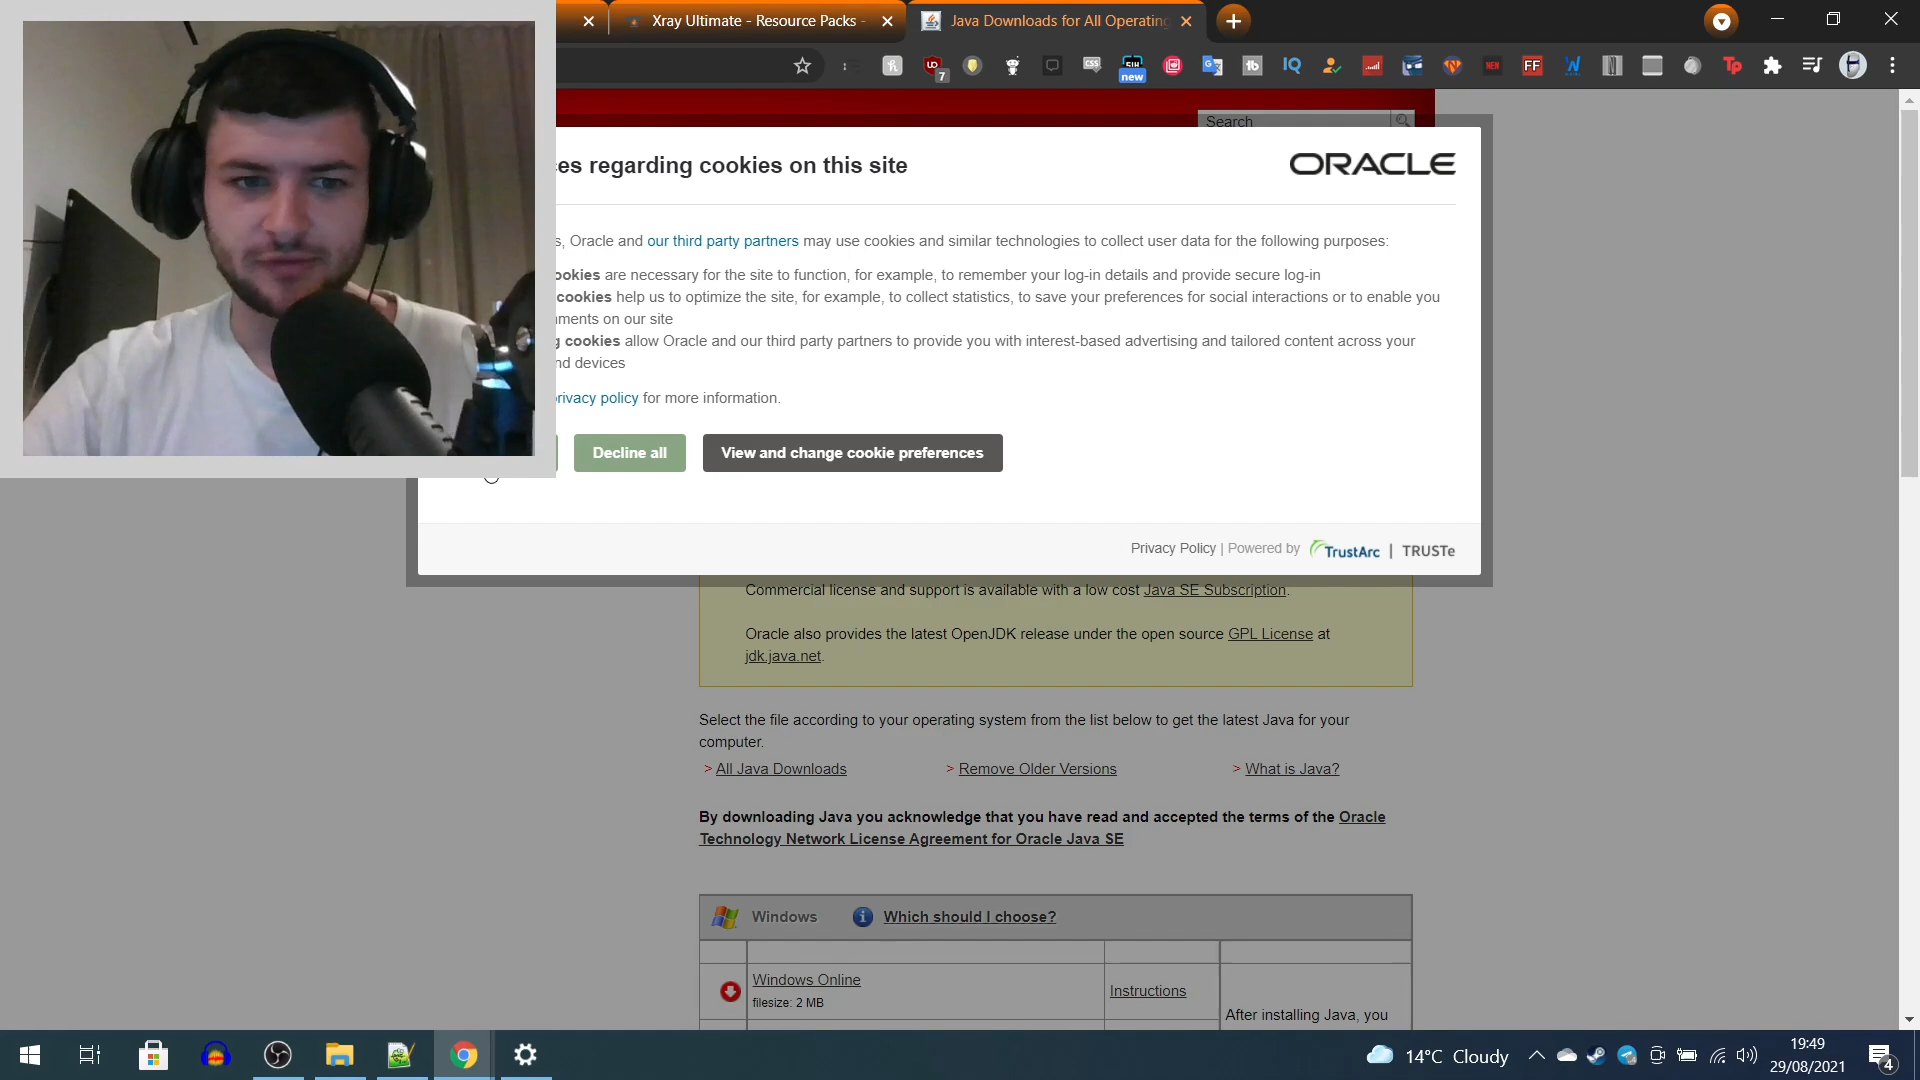 Xray Ultimate - Resource Packs -
Java Downloads for All Operating
7
CSS
new
IQ
NEW
FF
Search
es regarding cookies on this site
ORACLE
s, Oracle and our third party partners may use cookies and similar technologies to collect user data for the following purposes:
ookies are necessary for the site to function, for example, to remember your log-in details and provide secure log-in
cookies help us to optimize the site, for example, to collect statistics, to save your preferences for social interactions or to enable you
ments on our site
g cookies allow Oracle and our third party partners to provide you with interest-based advertising and tailored content across your
nd devices
rivacy policy for more information.
Decline all
View and change cookie preferences
Privacy Policy | Powered by TrustArc | TRUSTe
Commercial license and support is available with a low cost Java SE Subscription.
Oracle also provides the latest OpenJDK release under the open source GPL License at
jdk.java.net.
Select the file according to your operating system from the list below to get the latest Java for your
computer.
> All Java Downloads > Remove Older Versions > What is Java?
By downloading Java you acknowledge that you have read and accepted the terms of the Oracle
Technology Network License Agreement for Oracle Java SE
Windows Which should I choose?
Windows Online
filesize: 2 MB
Instructions
After installing Java, you
14°C Cloudy
19:49
29/08/2021
4